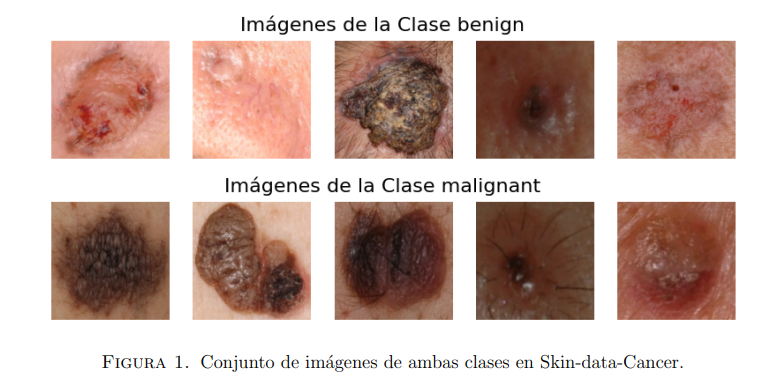 Imágenes de la Clase benign
Imágenes de la Clase malignant
FIGURA 1. Conjunto de imágenes de ambas clases en Skin-data-Cancer.